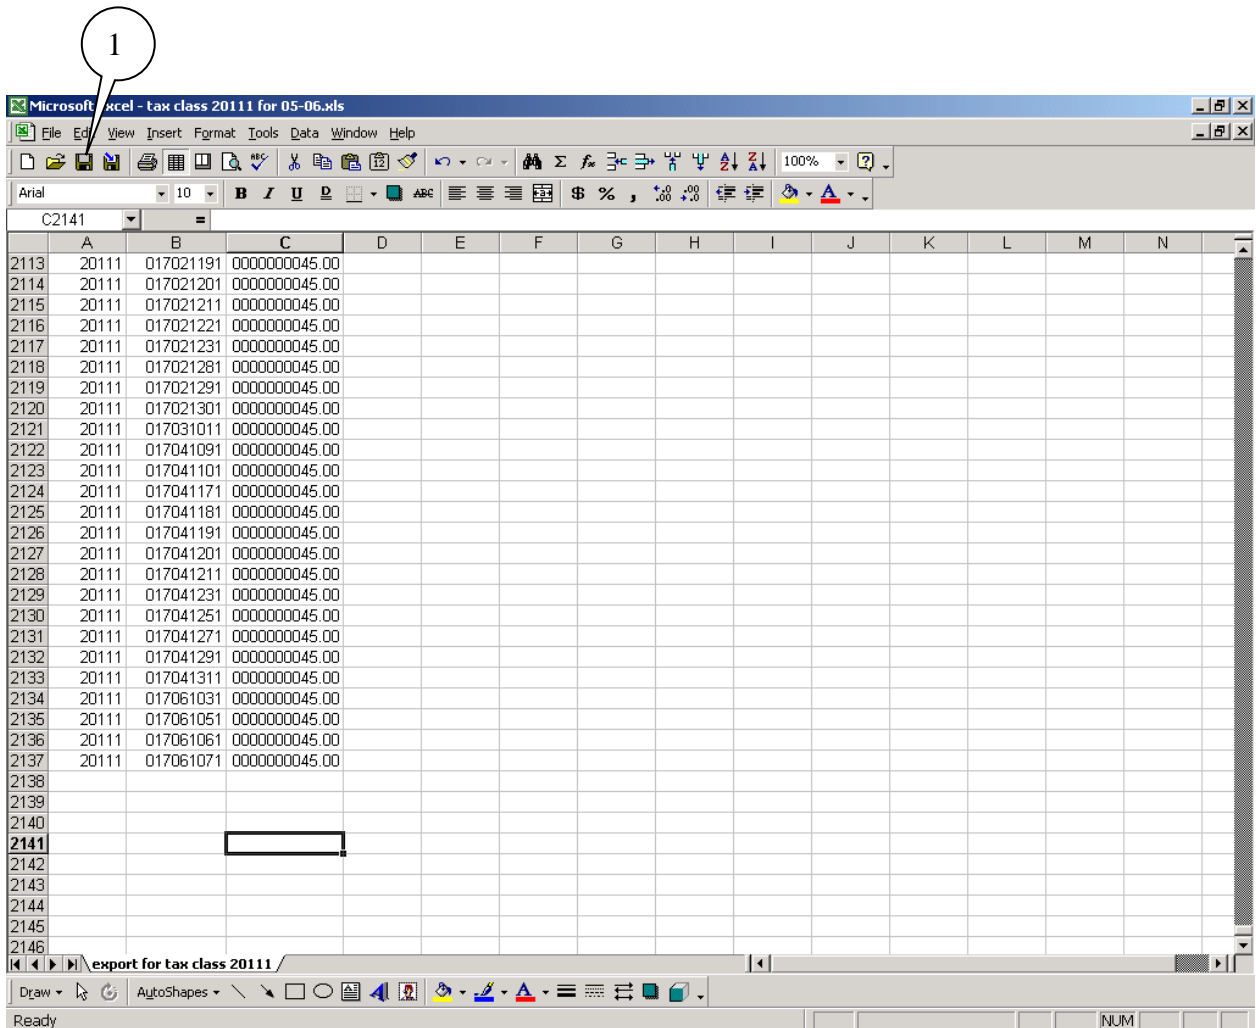 1
Microsoft Excel - tax class 20111 for 05-06.xls
File Edit View Insert Format Tools Data Window Help
ABC 12 Σ fx 100% ?
Arial 10 B I U D ABC a $ % , .00 A
C2141 =
A B C D E F G H I J K L M N
2113 20111 017021191 0000000045.00
2114 20111 017021201 0000000045.00
2115 20111 017021211 0000000045.00
2116 20111 017021221 0000000045.00
2117 20111 017021231 0000000045.00
2118 20111 017021281 0000000045.00
2119 20111 017021291 0000000045.00
2120 20111 017021301 0000000045.00
2121 20111 017031011 0000000045.00
2122 20111 017041091 0000000045.00
2123 20111 017041101 0000000045.00
2124 20111 017041171 0000000045.00
2125 20111 017041181 0000000045.00
2126 20111 017041191 0000000045.00
2127 20111 017041201 0000000045.00
2128 20111 017041211 0000000045.00
2129 20111 017041231 0000000045.00
2130 20111 017041251 0000000045.00
2131 20111 017041271 0000000045.00
2132 20111 017041291 0000000045.00
2133 20111 017041311 0000000045.00
2134 20111 017061031 0000000045.00
2135 20111 017061051 0000000045.00
2136 20111 017061061 0000000045.00
2137 20111 017061071 0000000045.00
2138
2139
2140
2141
2142
2143
2144
2145
2146
export for tax class 20111
Draw AutoShapes A A
Ready NUM